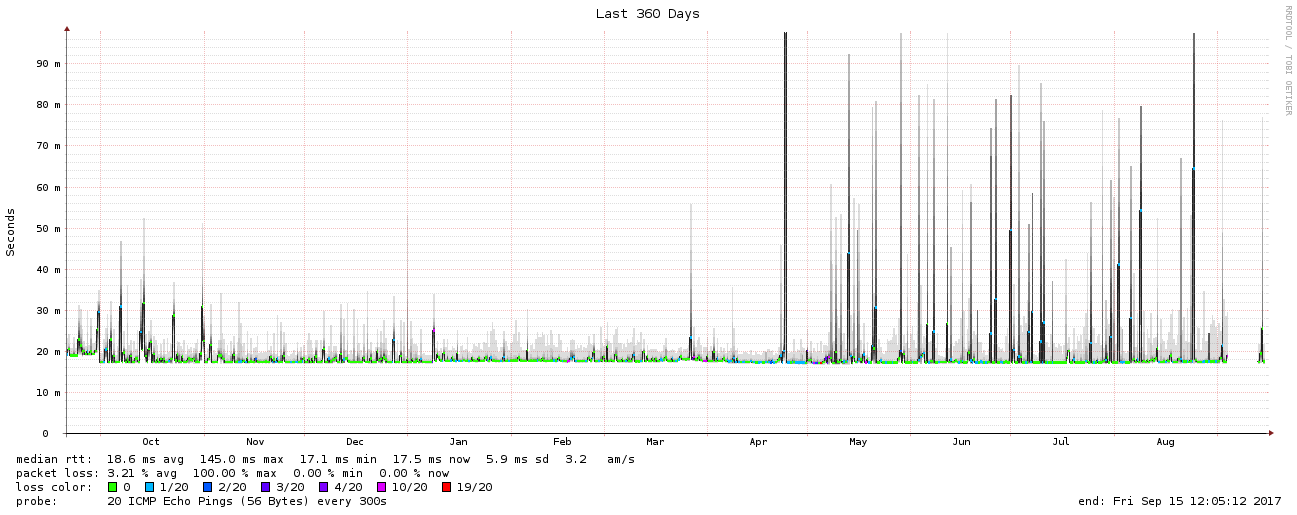 Last 360 Days
RRDTOOL / TOBI OETIKER
Seconds
90 m
80 m
70 m
60 m
50 m
40 m
30 m
20 m
10 m
0
Oct Nov Dec Jan Feb Mar Apr May Jun Jul Aug
median rtt: 18.6 ms avg 145.0 ms max 17.1 ms min 17.5 ms now 5.9 ms sd 3.2 am/s
packet loss: 3.21 % avg 100.00 % max 0.00 % min 0.00 % now
loss color: 0 1/20 2/20 3/20 4/20 10/20 19/20
probe: 20 ICMP Echo Pings (56 Bytes) every 300s end: Fri Sep 15 12:05:12 2017